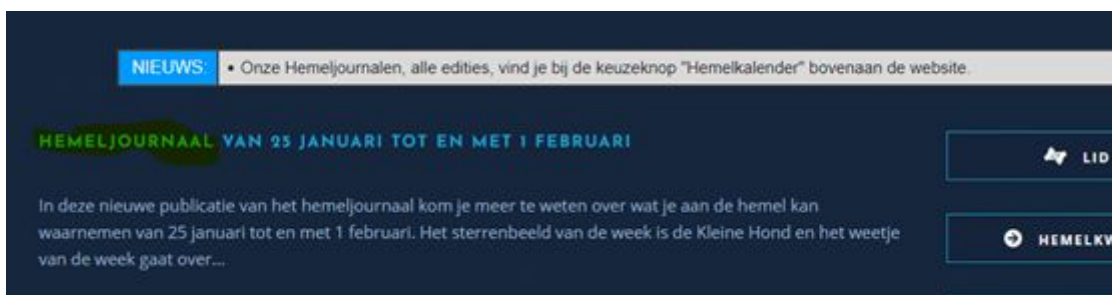 NIEUWS: • Onze Hemeljournalen, alle edities, vind je bij de keuzeknop "Hemelkalender" bovenaan de website.
HEMELJOURNAAL VAN 25 JANUARI TOT EN MET 1 FEBRUARI
LID
In deze nieuwe publicatie van het hemeljournaal kom je meer te weten over wat je aan de hemel kan
waarnemen van 25 januari tot en met 1 februari. Het sterrenbeeld van de week is de Kleine Hond en het weetje
van de week gaat over...
HEMELKW